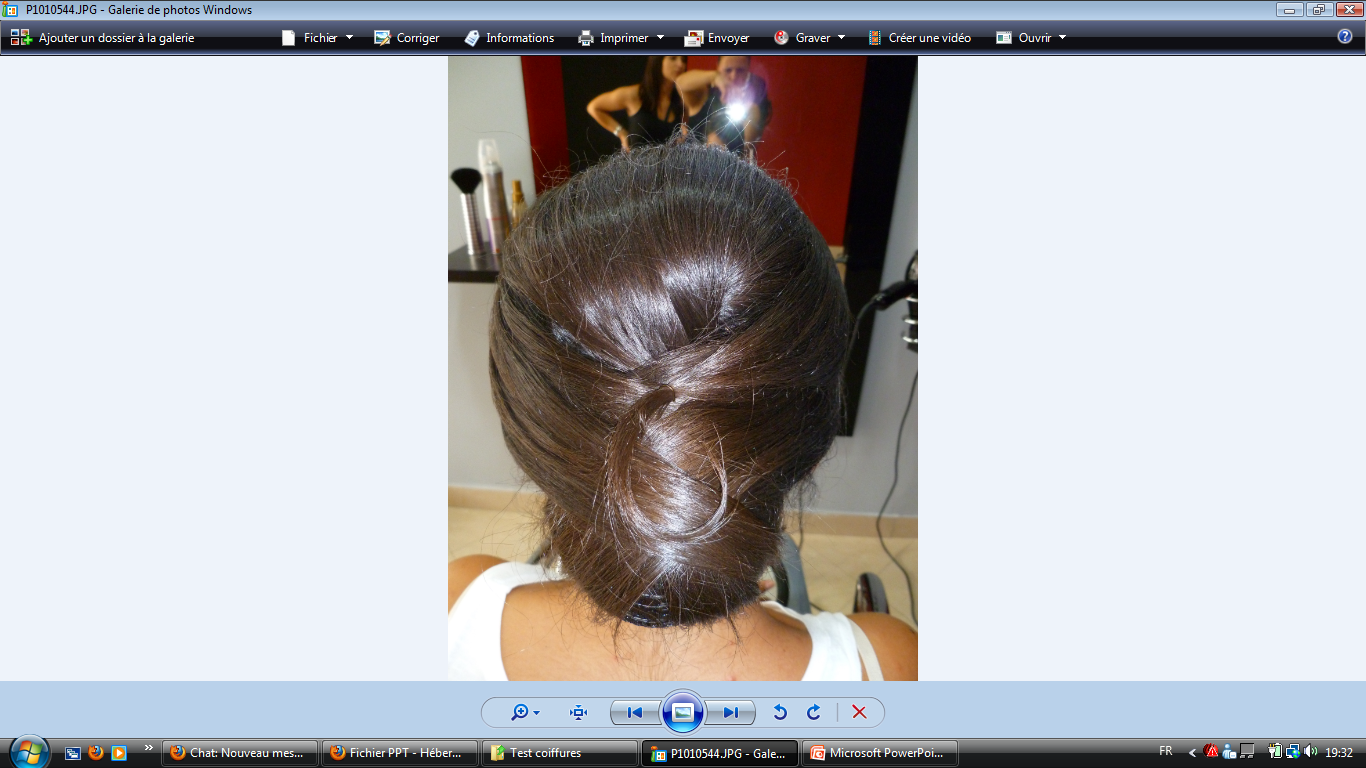 P1010544.JPG - Galerie de photos Windows
Ajouter un dossier à la galerie Fichier Corriger Informations Imprimer Envoyer Graver Créer une vidéo Ouvrir ?
» Chat: Nouveau mes... Fichier PPT - Héber... Test coiffures P1010544.JPG - Gale... Microsoft PowerPoi... FR < 19:32